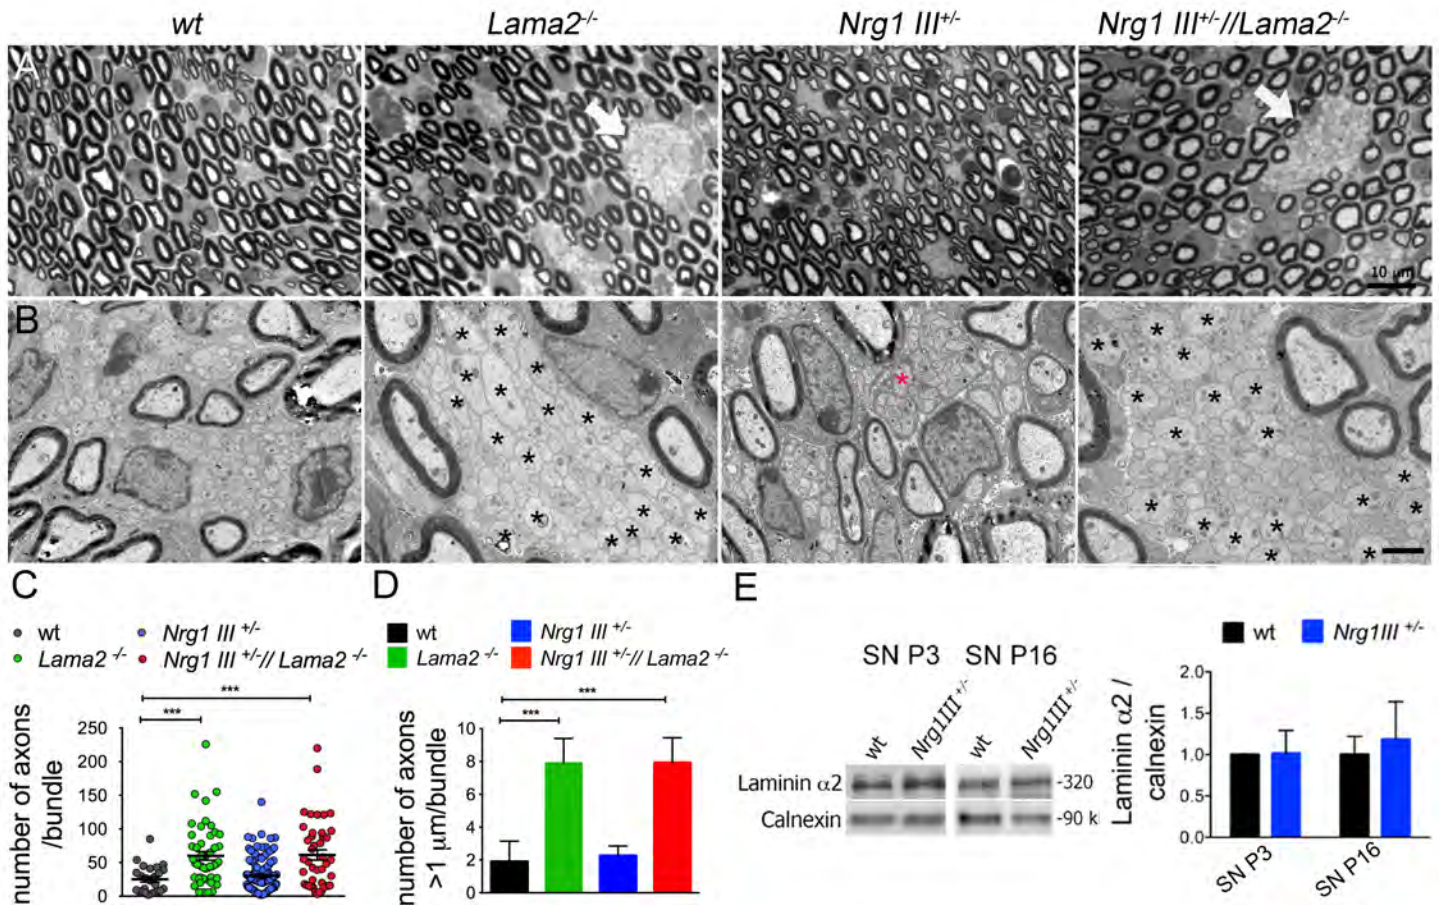 wt Lama2-/- Nrg1 III+/- Nrg1 III+/-//Lama2-/-
A
10 μm
B
* * * * * * * * * * * * * * * * *
*
* * * * * * * * * * * * * * * *
C
wt Nrg1 III +/-
Lama2 -/- Nrg1 III +/-// Lama2 -/-
***
***
number of axons
/bundle
250
200
150
100
50
0
D
wt Nrg1 III +/-
Lama2 -/- Nrg1 III +/-// Lama2 -/-
***
***
number of axons
>1 μm/bundle
10
8
6
4
2
0
E
SN P3 SN P16
wt Nrg1III+/- wt Nrg1III+/-
Laminin α2 -320
Calnexin -90 k
wt Nrg1III +/-
Laminin α2 /
calnexin
2.0
1.5
1.0
0.5
0.0
SN P3 SN P16